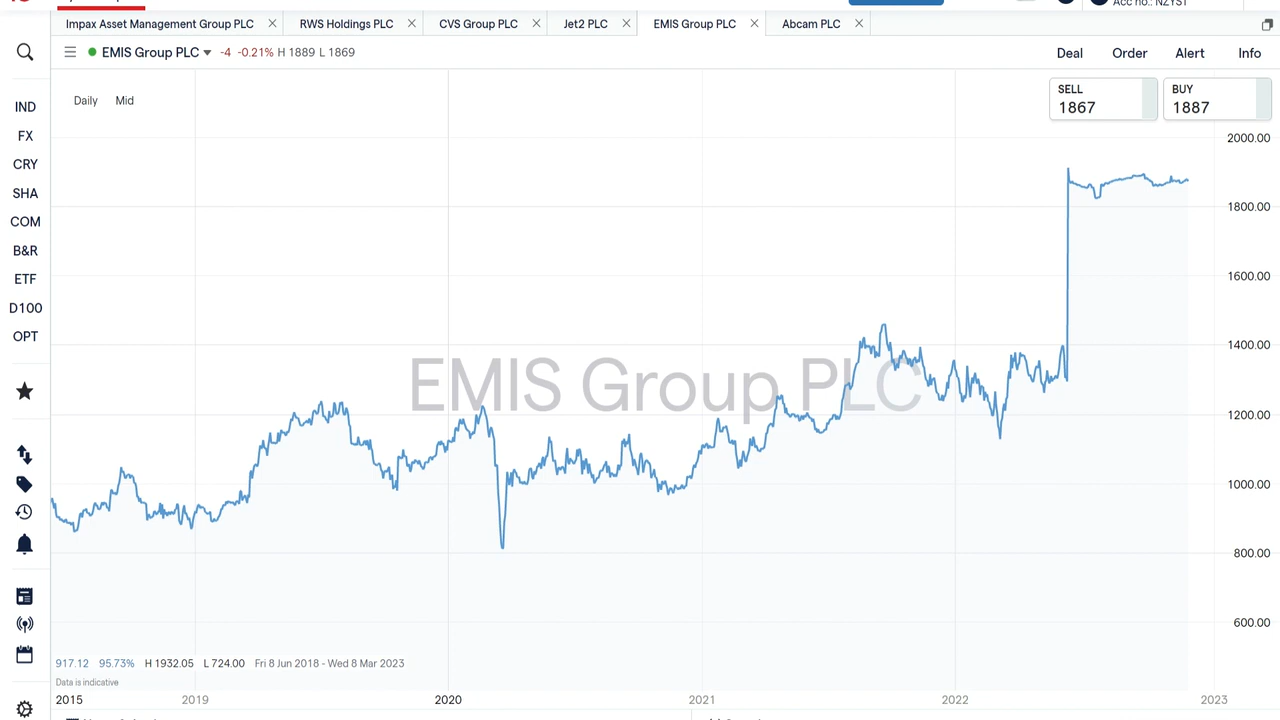 Acc no.: NZYST
Impax Asset Management Group PLC
RWS Holdings PLC
CVS Group PLC
Jet2 PLC
EMIS Group PLC
Abcam PLC
EMIS Group PLC -4 -0.21% H 1889 L 1869
Deal Order Alert Info
Daily Mid
SELL
1867
BUY
1887
IND
FX
CRY
SHA
COM
B&R
ETF
D100
OPT
2000.00
1800.00
1600.00
1400.00
1200.00
1000.00
800.00
600.00
EMIS Group PLC
917.12 95.73% H 1932.05 L 724.00 Fri 8 Jun 2018 - Wed 8 Mar 2023
Data is indicative
2015 2019 2020 2021 2022 2023